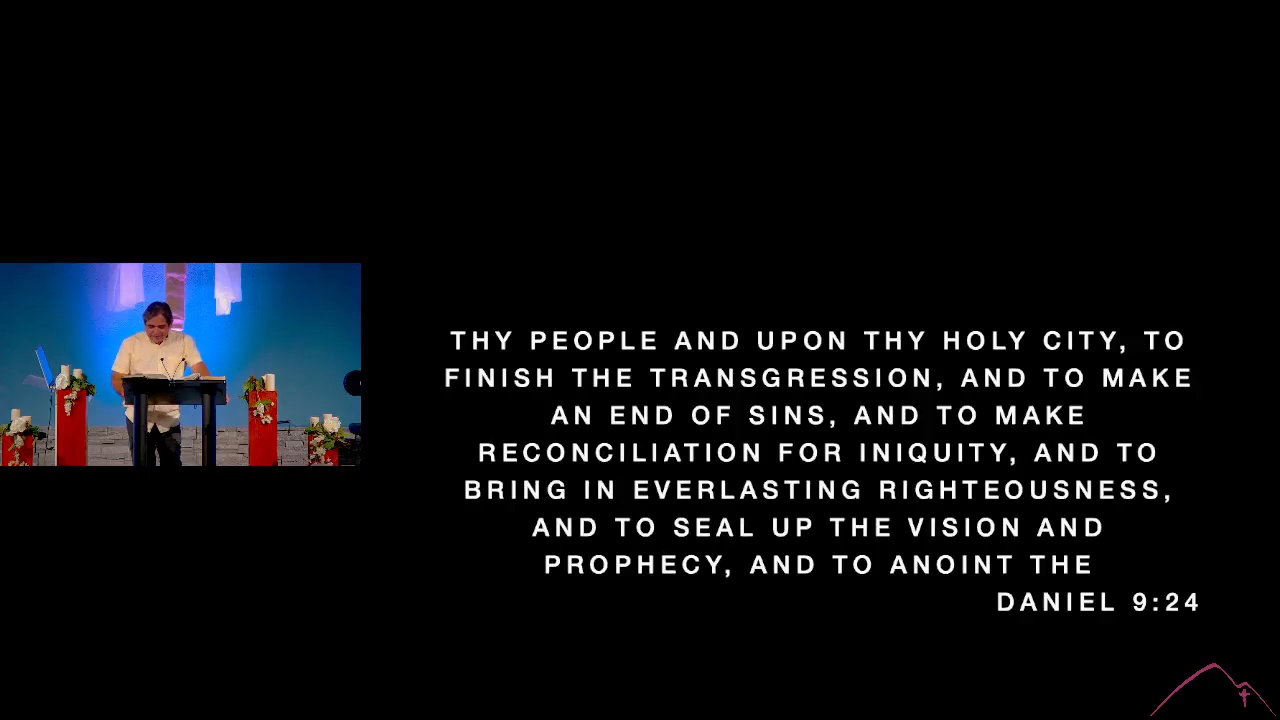 THY PEOPLE AND UPON THY HOLY CITY, TO
FINISH THE TRANSGRESSION, AND TO MAKE
AN END OF SINS, AND TO MAKE
RECONCILIATION FOR INIQUITY, AND TO
BRING IN EVERLASTING RIGHTEOUSNESS,
AND TO SEAL UP THE VISION AND
PROPHECY, AND TO ANOINT THE
DANIEL 9:24